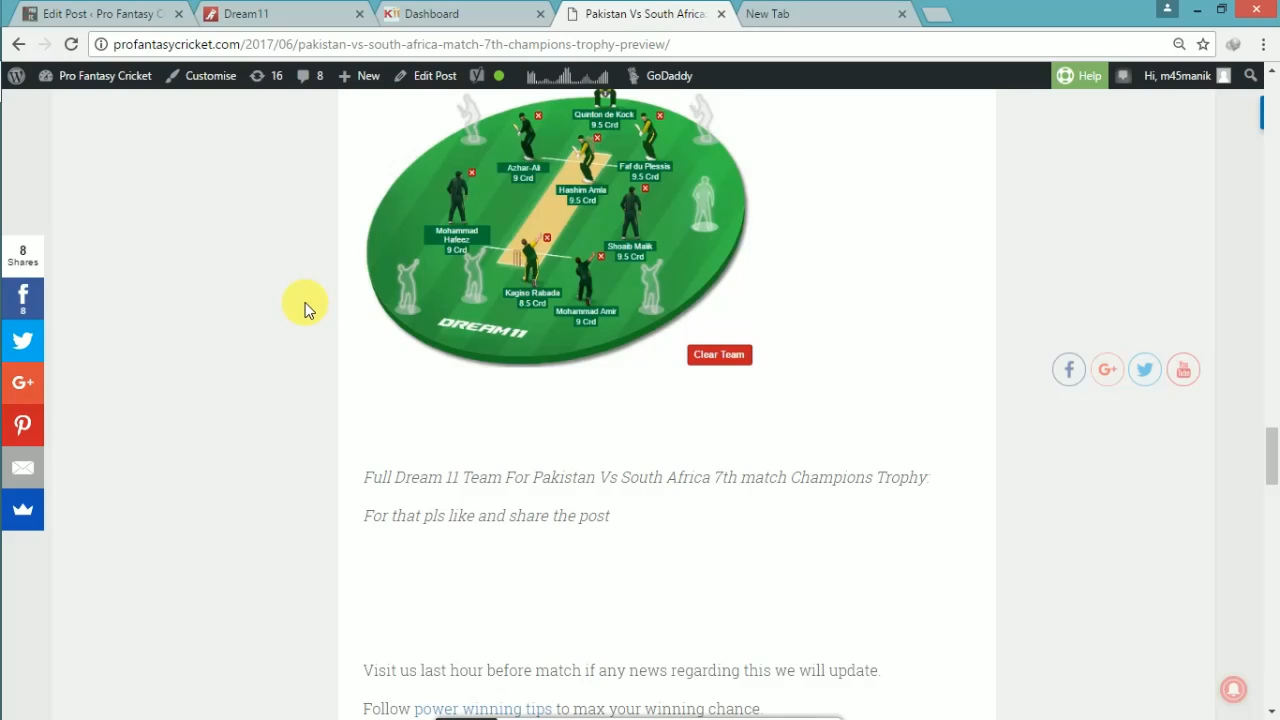 Edit Post ‹ Pro Fantasy C
Dream11
K11
Dashboard
Pakistan Vs South Africa
New Tab
profantasycricket.com/2017/06/pakistan-vs-south-africa-match-7th-champions-trophy-preview/
Pro Fantasy Cricket
Customise
16
8
New
Edit Post
GoDaddy
Help
Hi, m45manik
Quinton de Kock
9.5 Crd
Azhar-Ali
9 Crd
Faf du Plessis
9.5 Crd
Hashim Amla
9.5 Crd
Mohammad
Hafeez
9 Crd
Shoaib Malik
9.5 Crd
Kagiso Rabada
8.5 Crd
Mohammad Amir
9 Crd
DREAM11
Clear Team
8
Shares
f
8
G+
f
G+
You
Tube
Full Dream 11 Team For Pakistan Vs South Africa 7th match Champions Trophy:
For that pls like and share the post
Visit us last hour before match if any news regarding this we will update.
Follow power winning tips to max your winning chance.